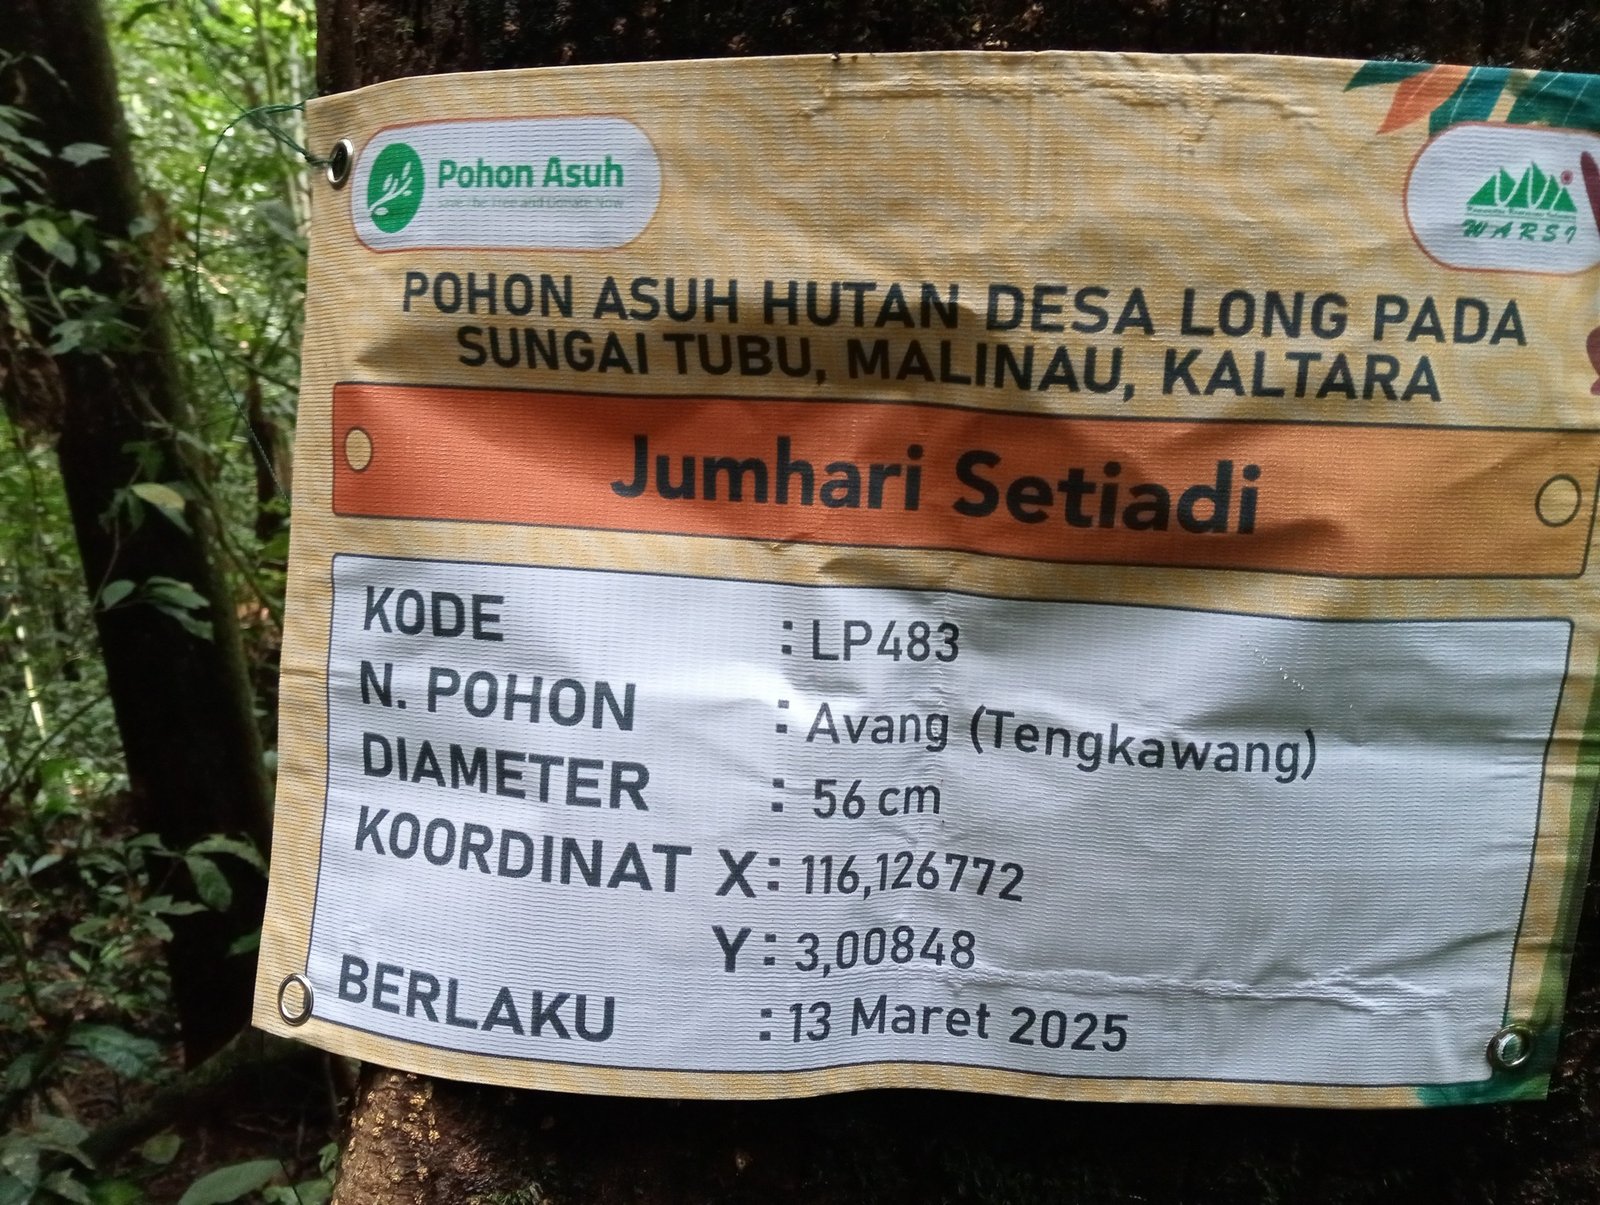 Pohon Asuh
POHON ASUH HUTAN DESA LONG PADA
SUNGAI TUBU, MALINAU, KALTARA
Jumhari Setiadi
KODE : LP483
N. POHON : Avang (Tengkawang)
DIAMETER : 56 cm
KOORDINAT X : 116,126772
Y : 3,00848
BERLAKU : 13 Maret 2025
WARSI